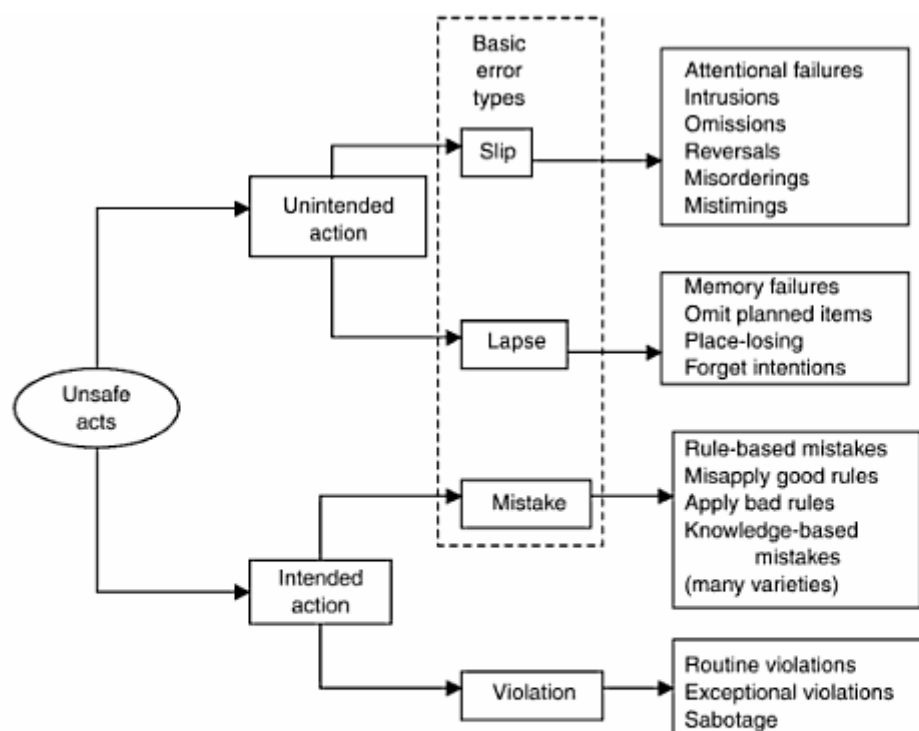 Basic
error
types
Unsafe
acts
Unintended
action
Intended
action
Slip
Lapse
Mistake
Violation
Attentional failures
Intrusions
Omissions
Reversals
Misorderings
Mistimings
Memory failures
Omit planned items
Place-losing
Forget intentions
Rule-based mistakes
Misapply good rules
Apply bad rules
Knowledge-based
mistakes
(many varieties)
Routine violations
Exceptional violations
Sabotage